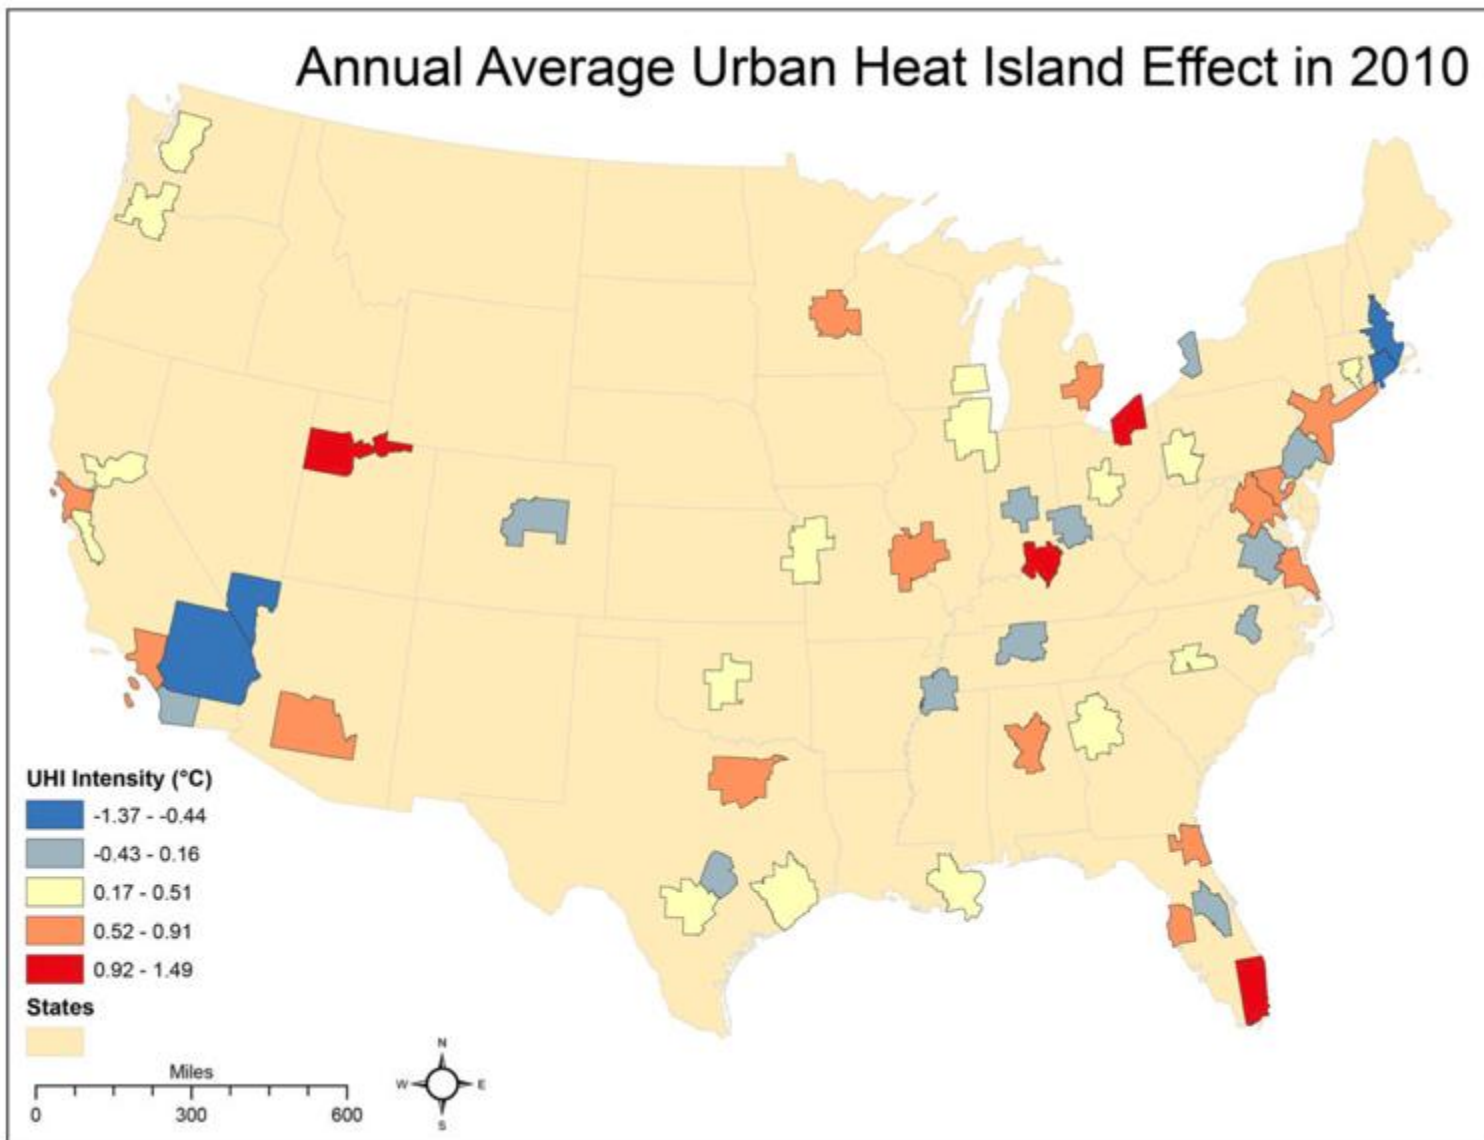 Annual Average Urban Heat Island Effect in 2010
UHI Intensity (°C)
-1.37 - -0.44
-0.43 - 0.16
0.17 - 0.51
0.52 - 0.91
0.92 - 1.49
States
Miles
0 300 600
N
W E
S